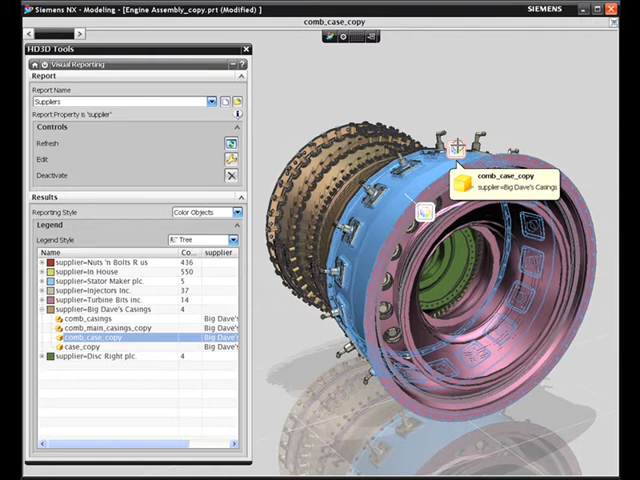 Siemens NX - Modeling - [Engine Assembly_copy.prt (Modified) ]
SIEMENS
comb_case_copy
HD3D Tools
Visual Reporting
Report
Report Name
Suppliers
Report Property is 'supplier'
Controls
Refresh
Edit
Deactivate
Results
Reporting Style
Color Objects
Legend
Legend Style
Tree
Name Co... supplier
supplier=Nuts 'n Bolts R us 436
supplier=In House 550
supplier=Stator Maker plc. 5
supplier=Injectors Inc. 37
supplier=Turbine Bits inc. 14
supplier=Big Dave's Casings 4
comb_casings Big Dave's
comb_main_casings_copy Big Dave's
comb_case_copy Big Dave's
case_copy Big Dave's
supplier=Disc Right plc. 4
comb_case_copy
supplier=Big Dave's Casings